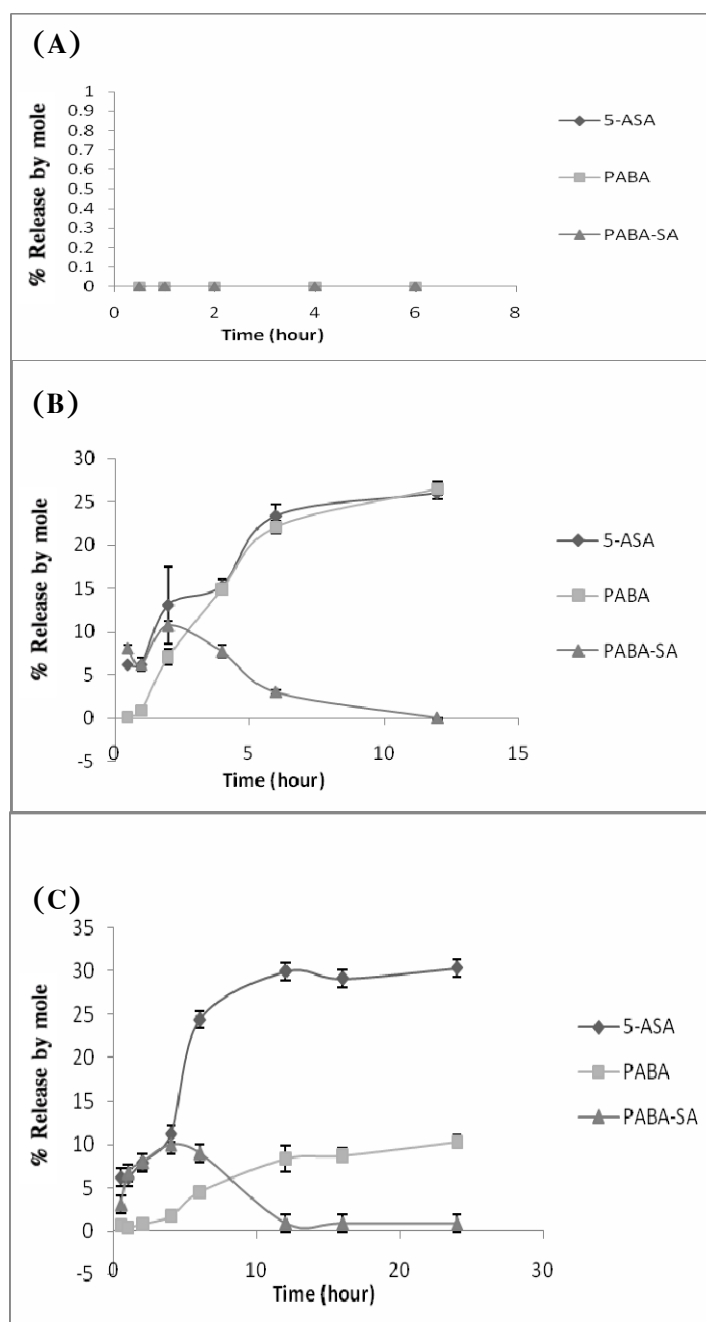 (A)
% Release by mole
1
0.9
0.8
0.7
0.6
0.5
0.4
0.3
0.2
0.1
0
0 2 4 6 8
Time (hour)
5-ASA
PABA
PABA-SA
(B)
% Release by mole
30
25
20
15
10
5
0
-5
0 5 10 15
Time (hour)
5-ASA
PABA
PABA-SA
(C)
% Release by mole
35
30
25
20
15
10
5
0
-5
0 10 20 30
Time (hour)
5-ASA
PABA
PABA-SA